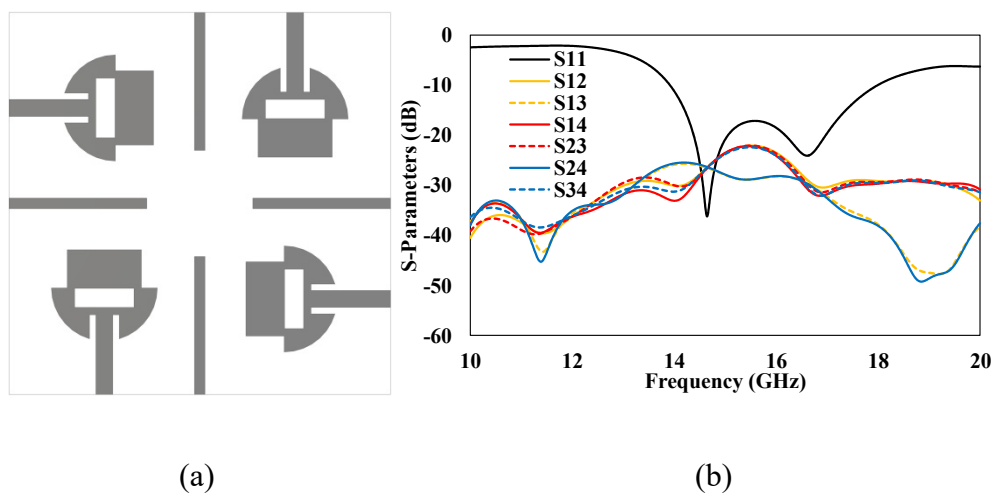 0
-10
-20
-30
-40
-50
-60
S-Parameters (dB)
S11
S12
S13
S14
S23
S24
S34
10
12
14
16
18
20
Frequency (GHz)
(a)
(b)